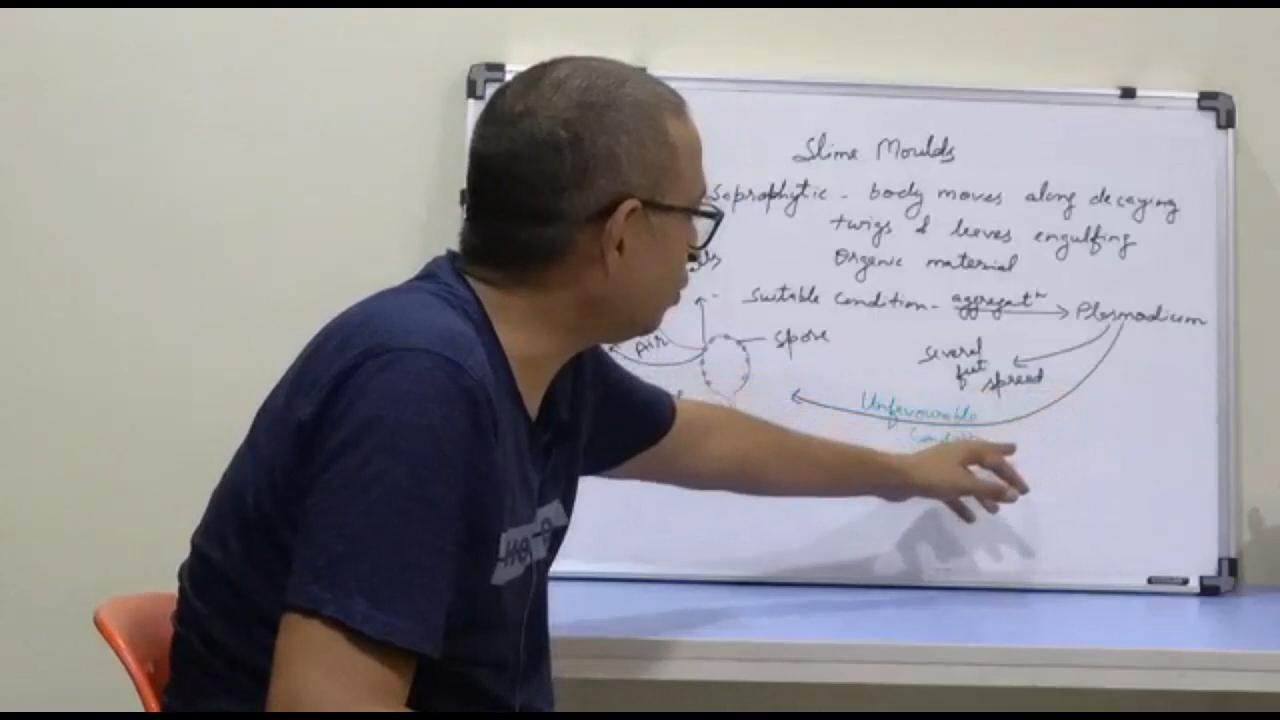 Slime Moulds
Saprophytic - body moves along decaying
twigs & leaves engulfing
Organic material
- Suitable Condition - aggregatn
Plasmodium
Air
spore
several
feet
spread
Unfavourable